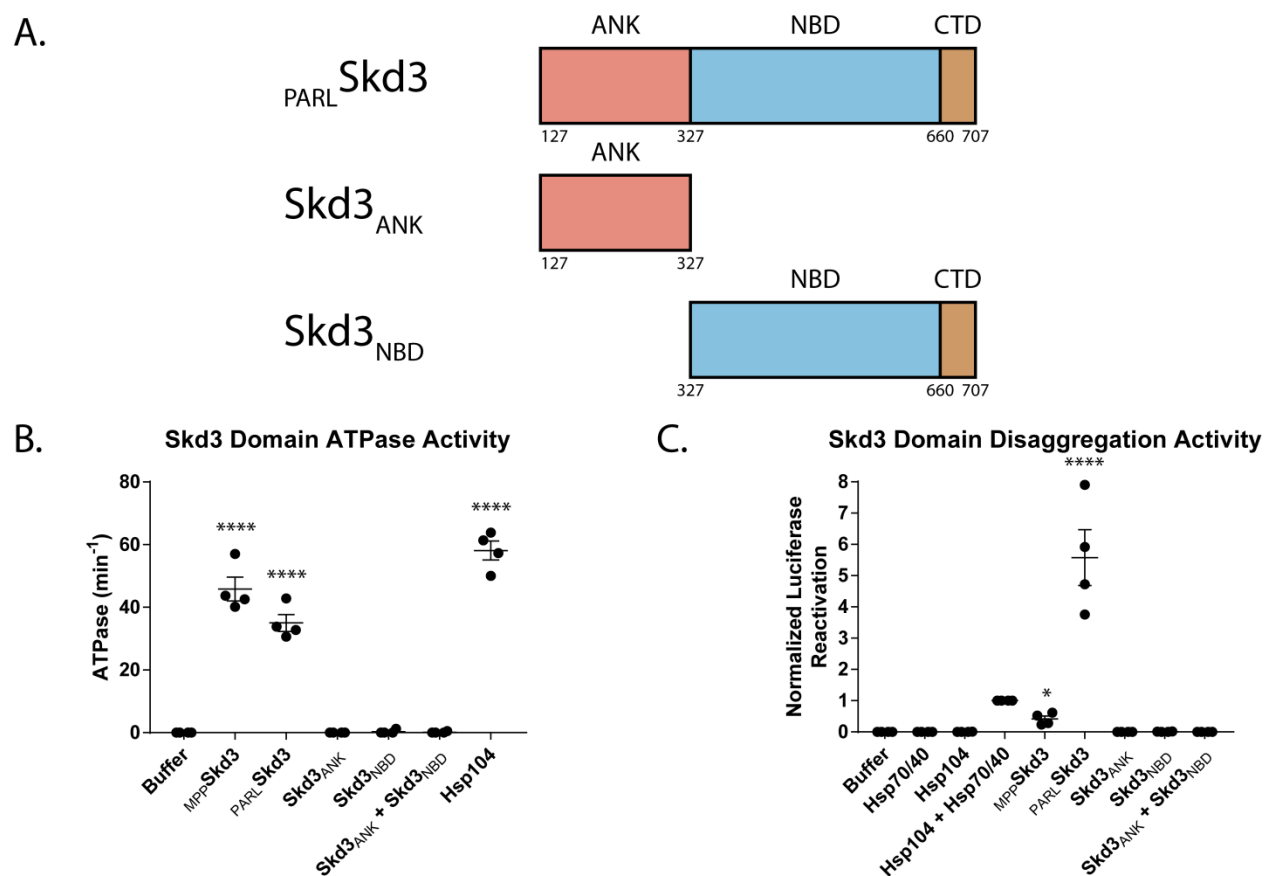 A.
ANK NBD CTD
PARLSkd3
127 327 660 707
ANK
Skd3ANK
127 327
NBD CTD
Skd3NBD
327 660 707
B.
Skd3 Domain ATPase Activity
ATPase (min-1)
80
60
40
20
0
****
****
****
Buffer
MPPSkd3
PARLSkd3
Skd3ANK
Skd3NBD
Skd3ANK + Skd3NBD
Hsp104
C.
Skd3 Domain Disaggregation Activity
Normalized Luciferase
Reactivation
8
7
6
5
4
3
2
1
0
*
****
Buffer
Hsp70/40
Hsp104
Hsp104 + Hsp70/40
MPPSkd3
PARLSkd3
Skd3ANK
Skd3NBD
Skd3ANK + Skd3NBD